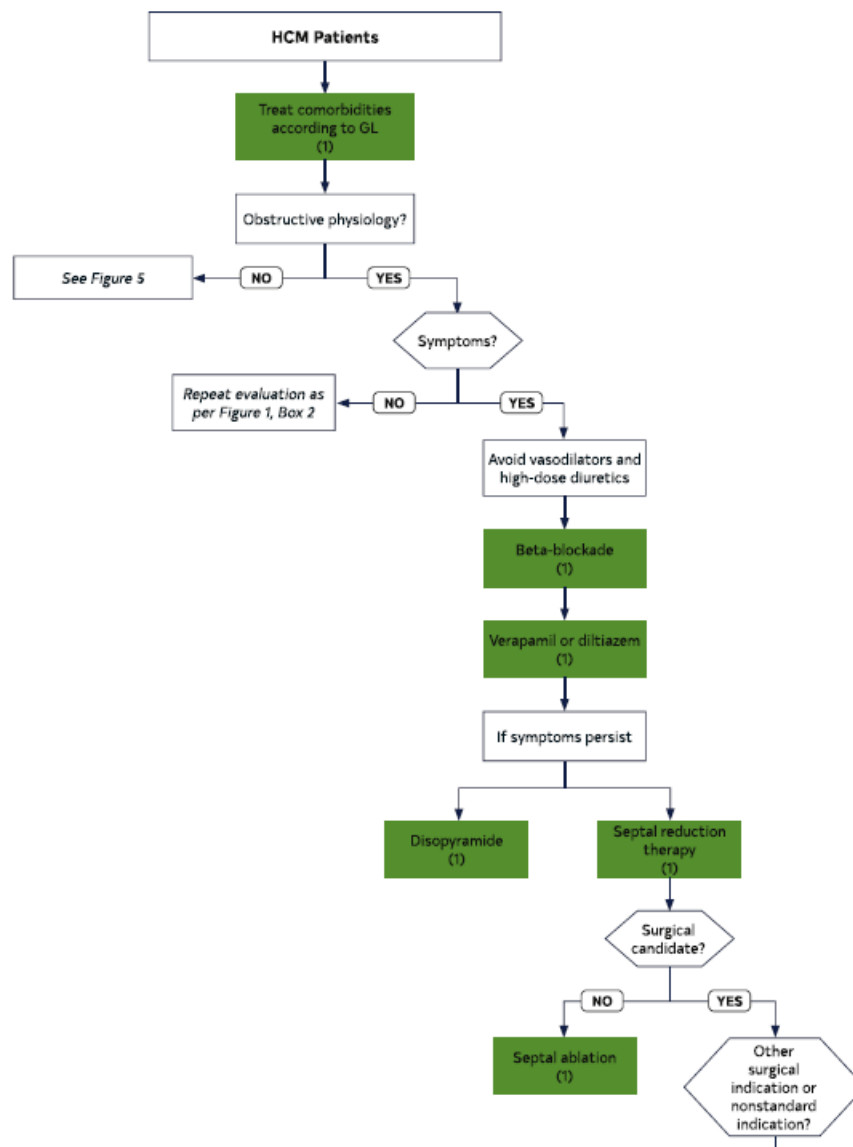 HCM Patients
Treat comorbidities
according to GL
(1)
Obstructive physiology?
NO
YES
See Figure 5
Symptoms?
NO
YES
Repeat evaluation as
per Figure 1, Box 2
Avoid vasodilators and
high-dose diuretics
Beta-blockade
(1)
Verapamil or diltiazem
(1)
If symptoms persist
Disopyramide
(1)
Septal reduction
therapy
(1)
Surgical
candidate?
NO
YES
Septal ablation
(1)
Other
surgical
indication or
nonstandard
indication?